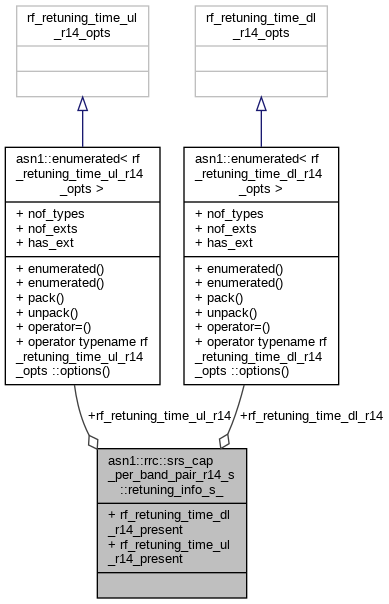 rf_retuning_time_ul
_r14_opts
rf_retuning_time_dl
_r14_opts
asn1::enumerated< rf
_retuning_time_ul_r14
_opts >
+ nof_types
+ nof_exts
+ has_ext
+ enumerated()
+ enumerated()
+ pack()
+ unpack()
+ operator=()
+ operator typename rf
_retuning_time_ul_r14
_opts ::options()
asn1::enumerated< rf
_retuning_time_dl_r14
_opts >
+ nof_types
+ nof_exts
+ has_ext
+ enumerated()
+ enumerated()
+ pack()
+ unpack()
+ operator=()
+ operator typename rf
_retuning_time_dl_r14
_opts ::options()
+rf_retuning_time_ul_r14
+rf_retuning_time_dl_r14
asn1::rrc::srs_cap
_per_band_pair_r14_s
::retuning_info_s_
+ rf_retuning_time_dl
_r14_present
+ rf_retuning_time_ul
_r14_present